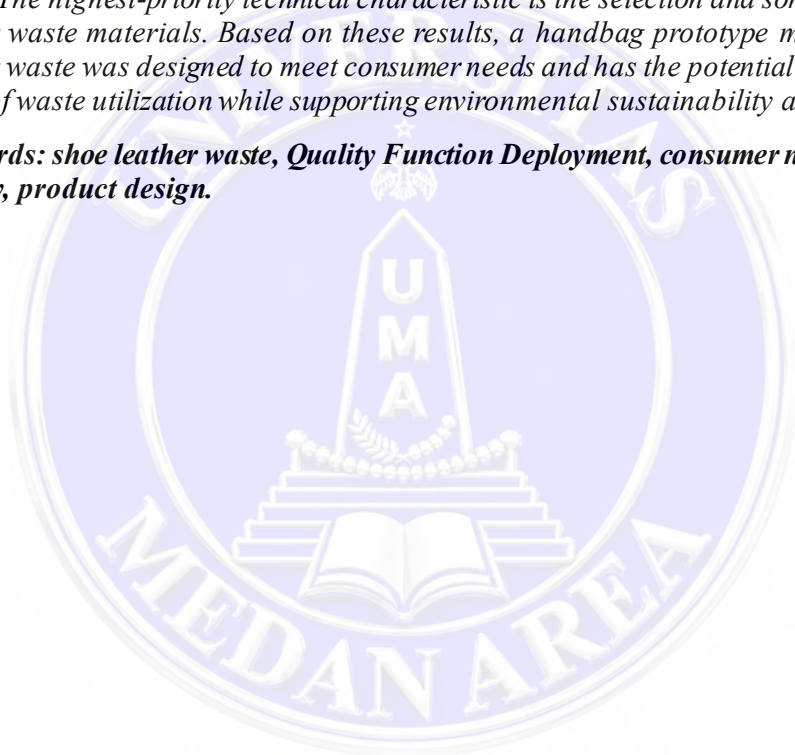 The highest-priority technical characteristic is the selection and
waste materials. Based on these results, a handbag prototype
waste was designed to meet consumer needs and has the potential
f waste utilization while supporting environmental sustainability
rds: shoe leather waste, Quality Function Deployment, consumer
, product design.
UNIVERSITAS
UMA
MEDAN AREA